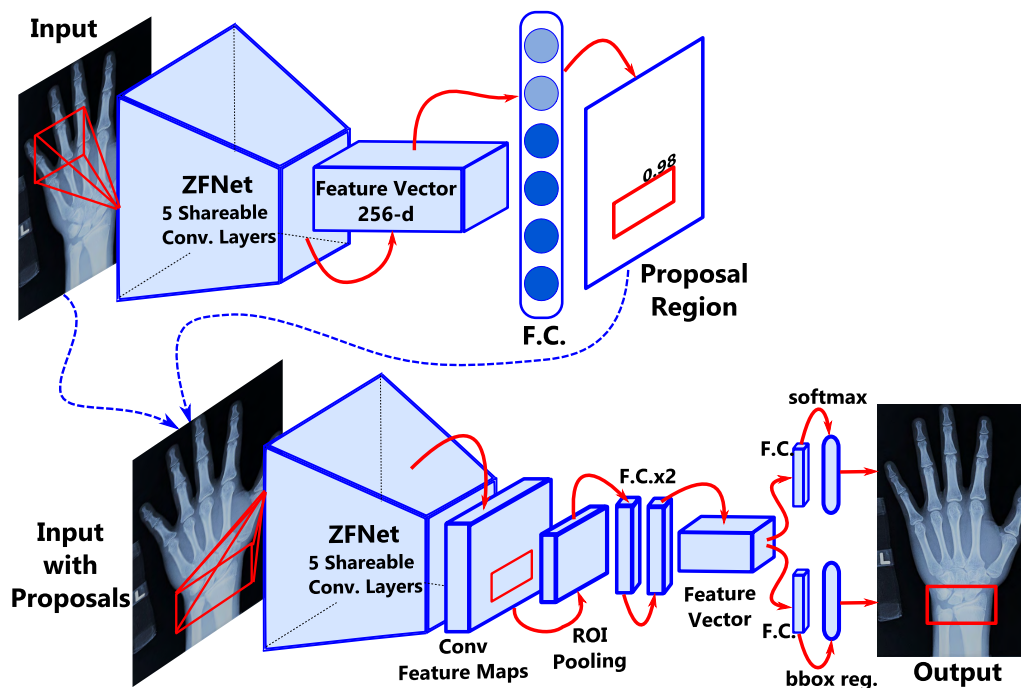 Input
ZFNet
5 Shareable
Conv. Layers
Feature Vector
256-d
F.C.
0.98
Proposal
Region
L
Input
with
Proposals
ZFNet
5 Shareable
Conv. Layers
Conv
Feature Maps
ROI
Pooling
F.C.x2
Feature
Vector
softmax
F.C.
F.C.
bbox reg.
L
L
Output